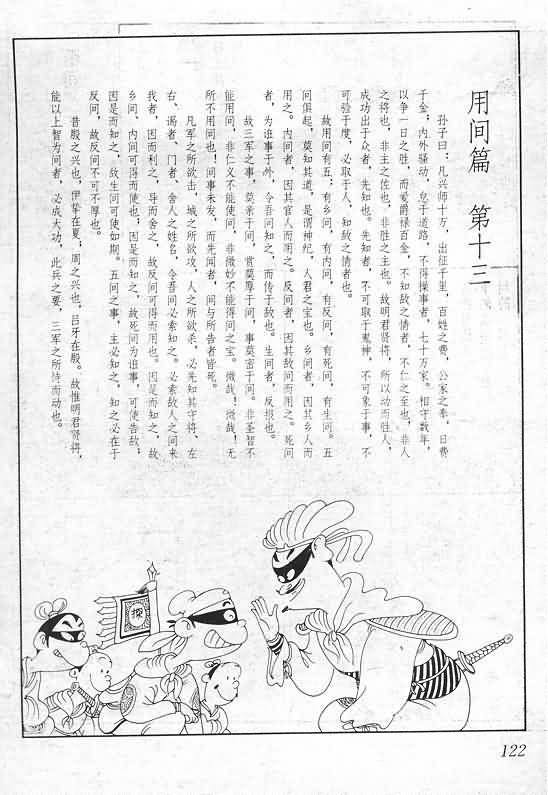 用间篇　第十三
孙子曰：凡兴师十万，出征千里，百姓之费，公家之奉，日费
千金；内外骚动，怠于道路，不得操事者，七十万家。相守数年，
以争一日之胜，而爱爵禄百金，不知敌之情者，不仁之至也，非人
之将也，非主之佐也，非胜之主也。故明君贤将，所以动而胜人，
成功出于众者，先知也。先知者，不可取于鬼神，不可象于事，不
可验于度，必取于人，知敌之情者也。
故用间有五：有乡间，有内间，有反间，有死间，有生间。五
间俱起，莫知其道，是谓神纪，人君之宝也。乡间者，因其乡人而
用之。内间者，因其官人而用之。反间者，因其敌间而用之。死间
者，为诳事于外，令吾间知之，而传于敌也。生间者，反报也。
故三军之事，莫亲于间，赏莫厚于间，事莫密于间。非圣智不
能用间，非仁义不能使间，非微妙不能得间之宝。微哉！微哉！无
所不用间也！间事未发，而先闻者，间与所告者皆死。
凡军之所欲击，城之所欲攻，人之所欲杀，必先知其守将、左
右、谒者、门者、舍人之姓名，令吾间必索知之。必索敌人之间来
我者，因而利之，导而舍之，故反间可得而用也。因是而知之，故
乡间、内间可得而使也；因是而知之，故死间为诳事，可使告敌；
因是而知之，故生间可使如期。五间之事，主必知之，知之必在于
反间，故反间不可不厚也。
昔殷之兴也，伊挚在夏；周之兴也，吕牙在殷。故惟明君贤将，
能以上智为间者，必成大功，此兵之要，三军之所恃而动也。
探
122